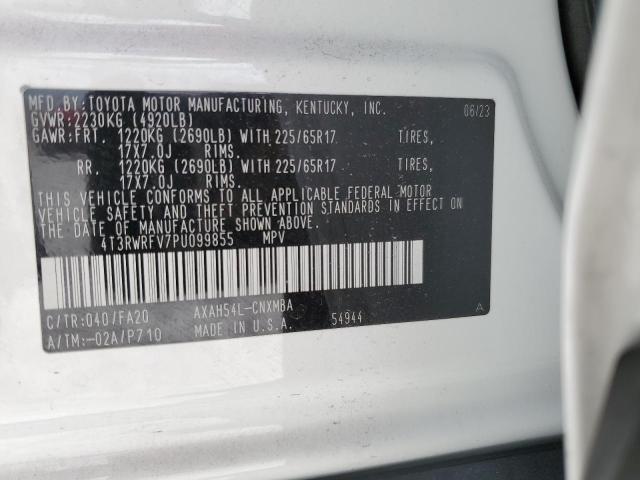 MFD.BY:TOYOTA MOTOR MANUFACTURING, KENTUCKY, INC. 06/23
GVWR:2230KG (4920LB)
GAWR:FRT. 1220KG (2690LB) WITH 225/65R17 TIRES,
17X7.0J RIMS.
RR. 1220KG (2690LB) WITH 225/65R17 TIRES,
17X7.0J RIMS.
THIS VEHICLE CONFORMS TO ALL APPLICABLE FEDERAL MOTOR
VEHICLE SAFETY AND THEFT PREVENTION STANDARDS IN EFFECT ON
THE DATE OF MANUFACTURE SHOWN ABOVE.
4T3RWRFV7PU099855 MPV
C/TR:040/FA20 AXAH54L-CNXMBA A
A/TM:-02A/P710 MADE IN U.S.A. 54944